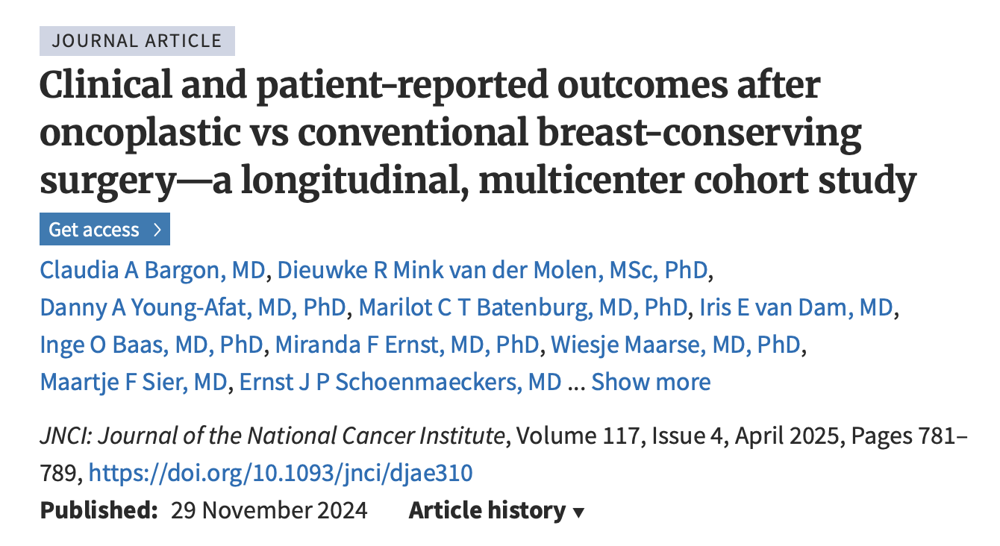 JOURNAL ARTICLE
Clinical and patient-reported outcomes after
oncoplastic vs conventional breast-conserving
surgery—a longitudinal, multicenter cohort study
Get access >
Claudia A Bargon, MD, Dieuwke R Mink van der Molen, MSc, PhD,
Danny A Young-Afat, MD, PhD, Marilot C T Batenburg, MD, PhD, Iris E van Dam, MD,
Inge O Baas, MD, PhD, Miranda F Ernst, MD, PhD, Wiesje Maarse, MD, PhD,
Maartje F Sier, MD, Ernst J P Schoenmaeckers, MD ... Show more
JNCI: Journal of the National Cancer Institute, Volume 117, Issue 4, April 2025, Pages 781–
789, https://doi.org/10.1093/jnci/djae310
Published: 29 November 2024 Article history ▼